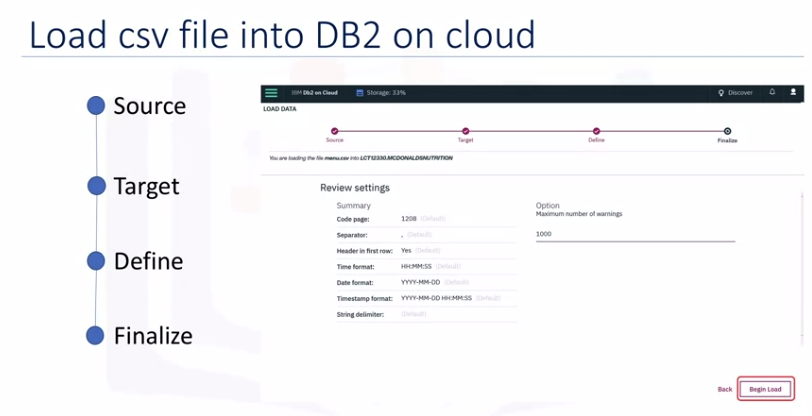 Load csv file into DB2 on cloud
Source
Target
Define
Finalize
IBM Db2 on Cloud
Storage: 33%
Discover
LOAD DATA
Source
Target
Define
Finalize
You are loading the file menu.csv into LCT12330.MCDONALDSNUTRITION
Review settings
Summary
Code page: 1208 (Default)
Separator: , (Default)
Header in first row: Yes (Default)
Time format: HH:MM:SS (Default)
Date format: YYYY-MM-DD (Default)
Timestamp format: YYYY-MM-DD HH:MM:SS (Default)
String delimiter: (Default)
Option
Maximum number of warnings
1000
Back
Begin Load